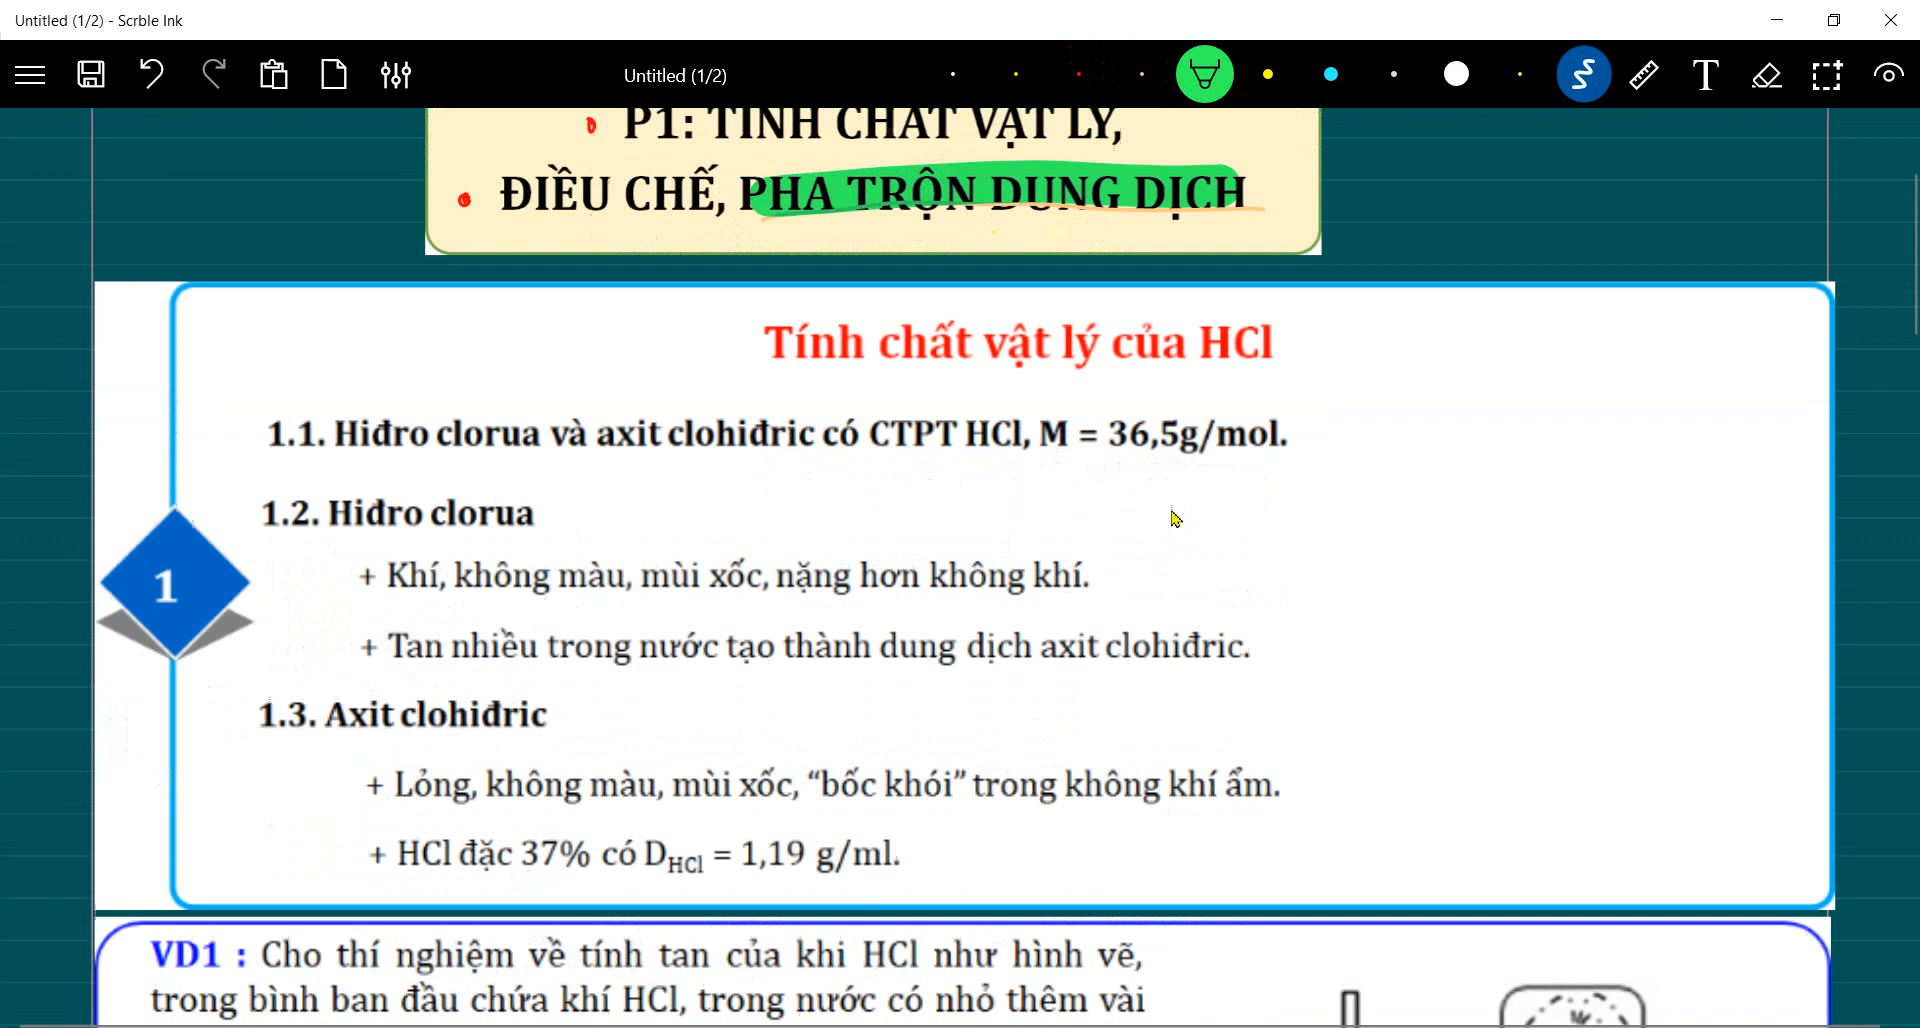 Untitled (1/2) - Scrble Ink
Untitled (1/2)
P1: TÍNH CHẤT VẬT LÝ,
ĐIỀU CHẾ, PHA TRỘN DUNG DỊCH
Tính chất vật lý của HCl
1.1. Hiđro clorua và axit clohiđric có CTPT HCl, M = 36,5g/mol.
1.2. Hiđro clorua
+ Khí, không màu, mùi xốc, nặng hơn không khí.
1
+ Tan nhiều trong nước tạo thành dung dịch axit clohiđric.
1.3. Axit clohiđric
+ Lỏng, không màu, mùi xốc, “bốc khói” trong không khí ẩm.
+ HCl đặc 37% có DHCl = 1,19 g/ml.
VD1 : Cho thí nghiệm về tính tan của khi HCl như hình vẽ,
trong bình ban đầu chứa khí HCl, trong nước có nhỏ thêm vài